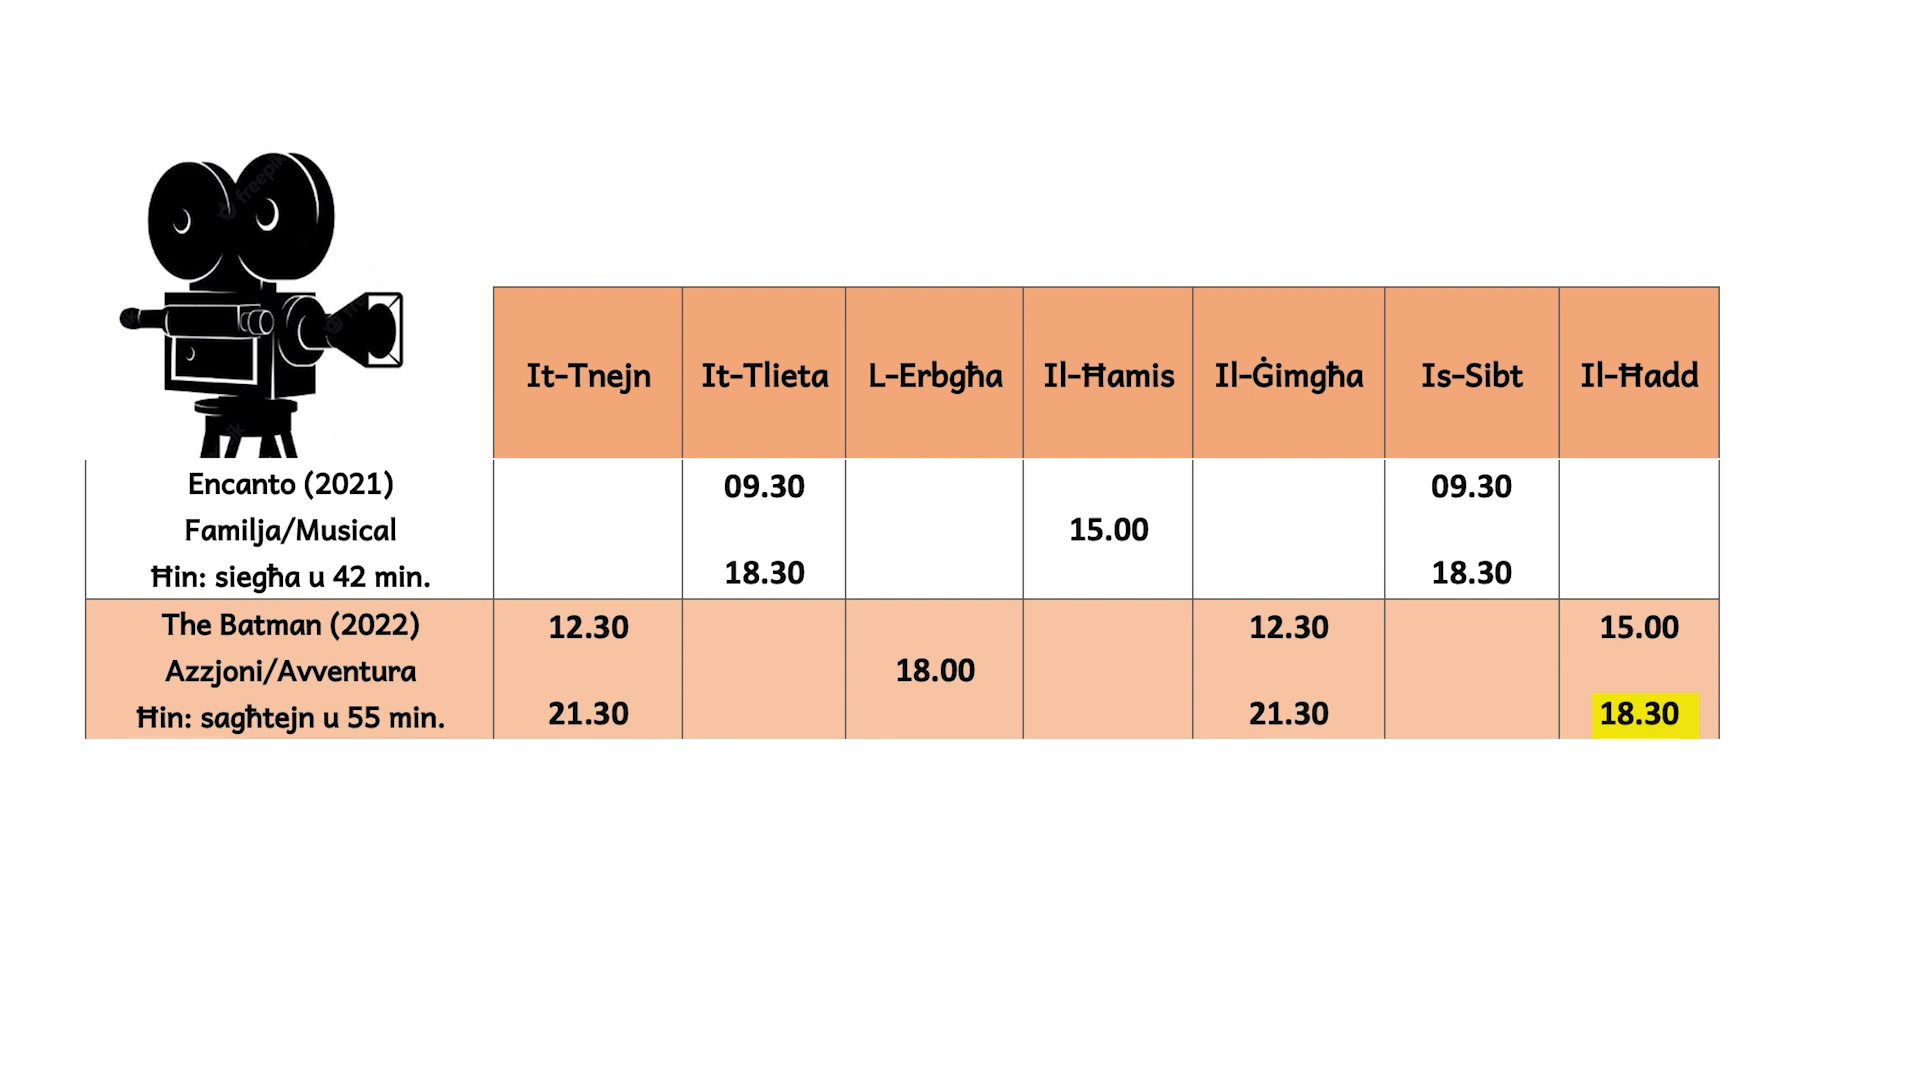 It-Tnejn It-Tlieta L-Erbgħa Il-Ħamis Il-Ġimgħa Is-Sibt Il-Ħadd
Encanto (2021) 09.30 09.30
Familja/Musical 15.00
Ħin: siegħa u 42 min. 18.30 18.30
The Batman (2022) 12.30 12.30 15.00
Azzjoni/Avventura 18.00
Ħin: sagħtejn u 55 min. 21.30 21.30 18.30